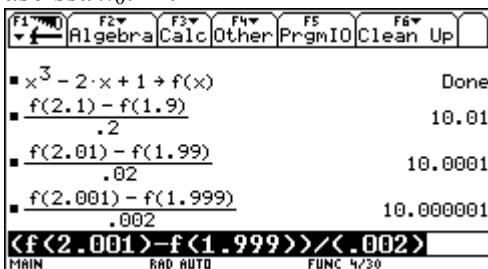 F1 F2 F3 F4 F5 F6
Algebra Calc Other PrgmIO Clean Up
x^3 - 2·x + 1 → f(x) Done
f(2.1) - f(1.9)
.2
10.01
f(2.01) - f(1.99)
.02
10.0001
f(2.001) - f(1.999)
.002
10.000001
(f(2.001)-f(1.999))/(.002)
MAIN RAD AUTO FUNC 4/30